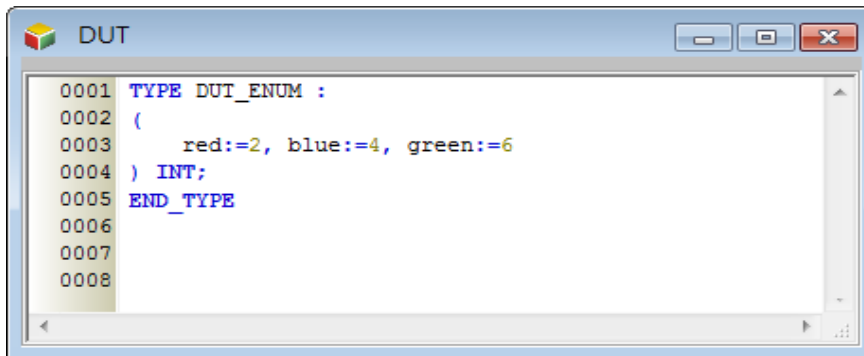 DUT
0001 TYPE DUT_ENUM :
0002 (
0003     red:=2, blue:=4, green:=6
0004 ) INT;
0005 END_TYPE
0006
0007
0008